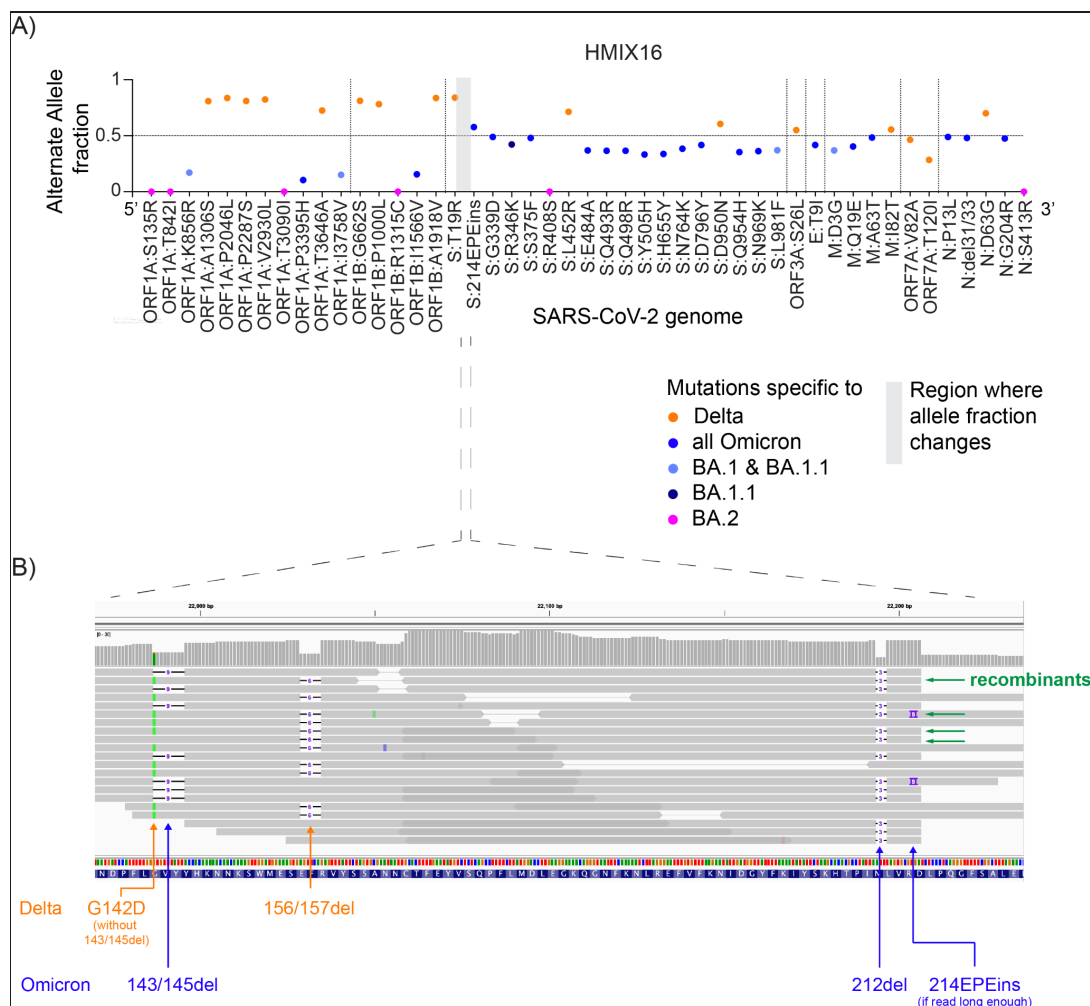 A)
HMIX16
Alternate Allele
fraction
1
0.5
0
5’
3’
ORF1A:S135R
ORF1A:T842I
ORF1A:K856R
ORF1A:A1306S
ORF1A:P2046L
ORF1A:P2287S
ORF1A:V2930L
ORF1A:T3090I
ORF1A:P3395H
ORF1A:T3646A
ORF1A:I3758V
ORF1B:G662S
ORF1B:P1000L
ORF1B:R1315C
ORF1B:I1566V
ORF1B:A1918V
S:T19R
S:214EPEins
S:G339D
S:R346K
S:S375F
S:R408S
S:L452R
S:E484A
S:Q493R
S:Q498R
S:Y505H
S:H655Y
S:N764K
S:D796Y
S:D950N
S:Q954H
S:N969K
S:L981F
ORF3A:S26L
E:T9I
M:D3G
M:Q19E
M:A63T
M:I82T
ORF7A:V82A
ORF7A:T120I
N:P13L
N:del31/33
N:D63G
N:G204R
N:S413R
SARS-CoV-2 genome
Mutations specific to
Delta
all Omicron
BA.1 & BA.1.1
BA.1.1
BA.2
Region where
allele fraction
changes
B)
22,100 bp
22,200 bp
recombinants
N D P F L G V Y Y H K N N K S W M E S E F R V Y S S A N N C T F E Y V S Q P F L M D L E G K Q G N F K N L R E F V F K N I D G Y F K I Y S K H T P I N L V R D L P Q G F S A L E
Delta
G142D
(without
143/145del)
156/157del
Omicron
143/145del
212del
214EPEins
(if read long enough)